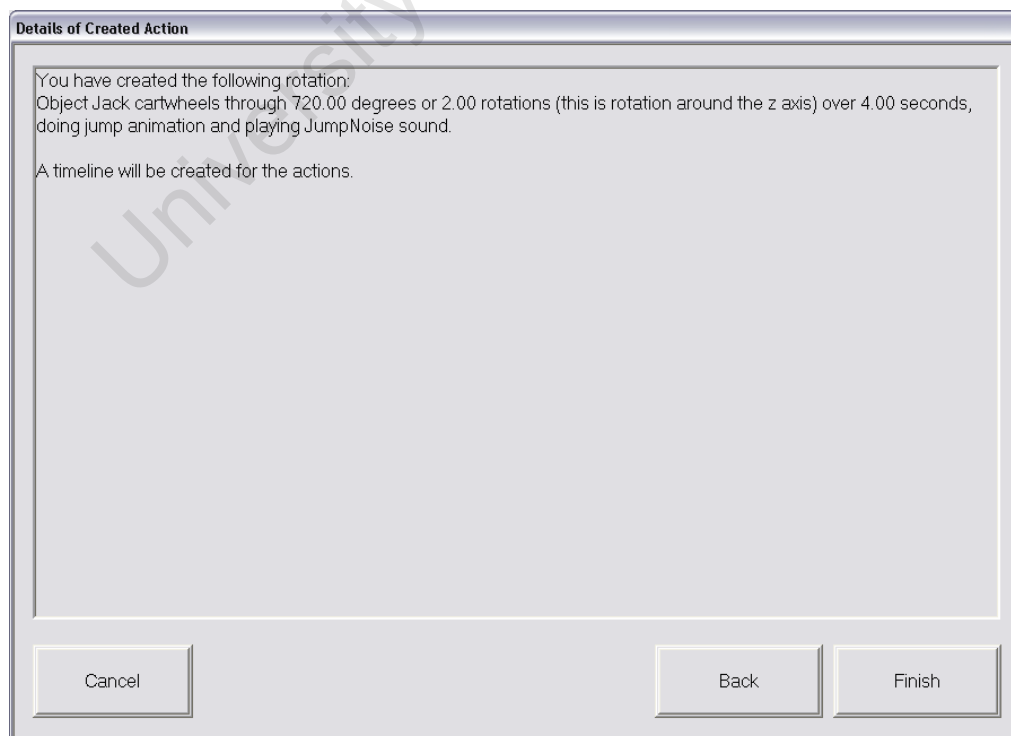 Details of Created Action
University
You have created the following rotation:
Object Jack cartwheels through 720.00 degrees or 2.00 rotations (this is rotation around the z axis) over 4.00 seconds,
doing jump animation and playing JumpNoise sound.
A timeline will be created for the actions.
Cancel
Back
Finish